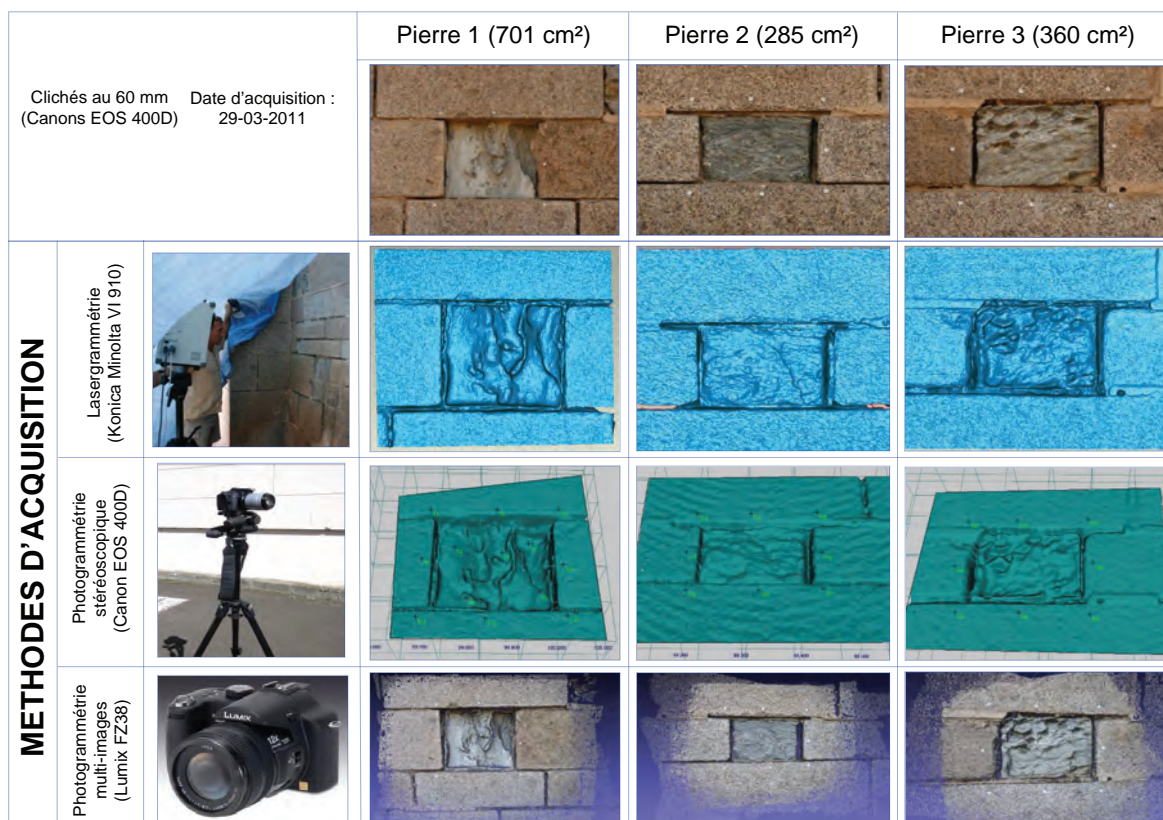 Pierre 1 (701 cm²)
Pierre 2 (285 cm²)
Pierre 3 (360 cm²)
Clichés au 60 mm
(Canons EOS 400D)
Date d'acquisition :
29-03-2011
METHODES D'ACQUISITION
Lasergrammétrie
(Konica Minolta VI 910)
Photogrammétrie
stéréoscopique
(Canon EOS 400D)
Photogrammétrie
multi-images
(Lumix FZ38)
LUMIX
12x